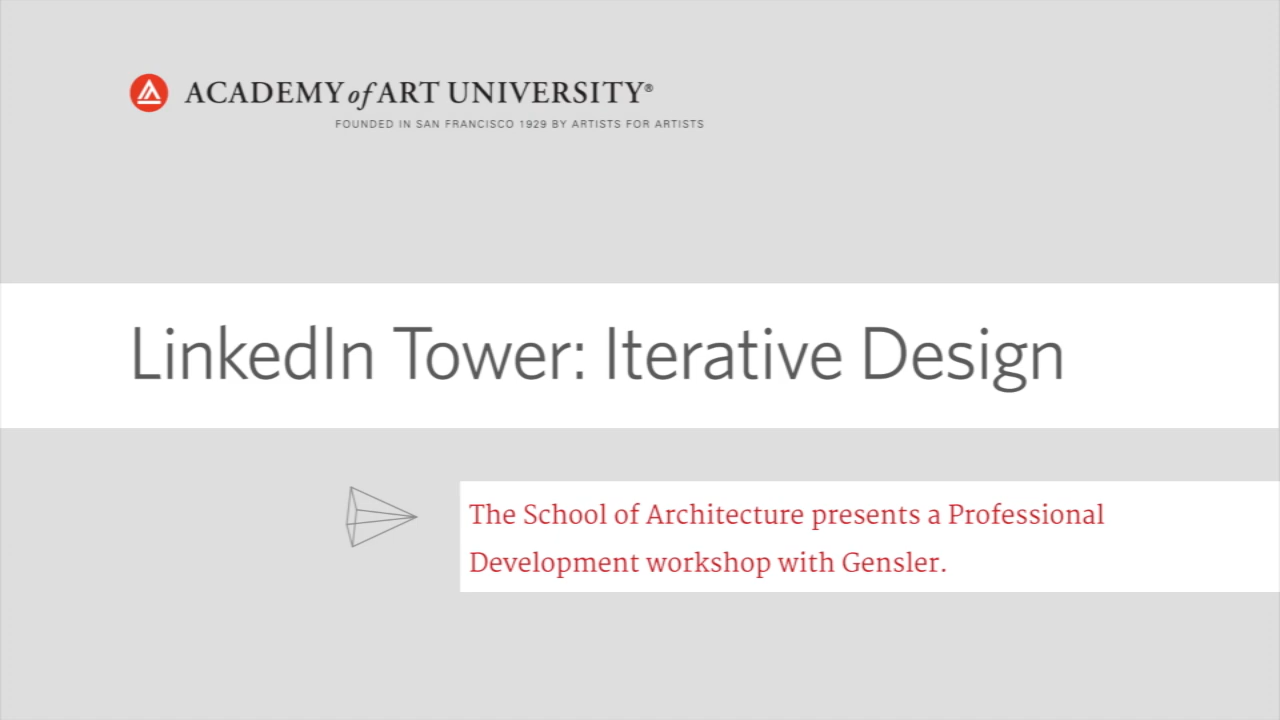 ACADEMY of ART UNIVERSITY®
FOUNDED IN SAN FRANCISCO 1929 BY ARTISTS FOR ARTISTS
LinkedIn Tower: Iterative Design
The School of Architecture presents a Professional
Development workshop with Gensler.